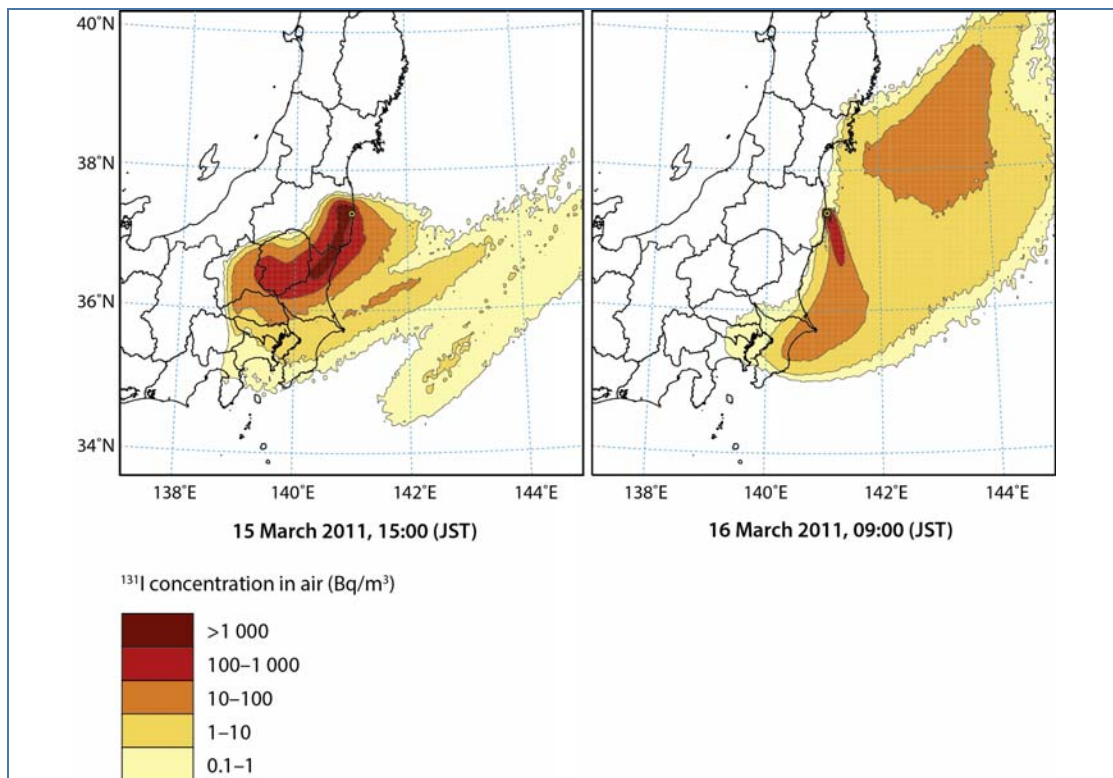 40˚N
38˚N
36˚N
34˚N
138˚E 140˚E 142˚E 144˚E 138˚E 140˚E 142˚E 144˚E
15 March 2011, 15:00 (JST) 16 March 2011, 09:00 (JST)
¹³¹I concentration in air (Bq/m³)
>1 000
100–1 000
10–100
1–10
0.1–1